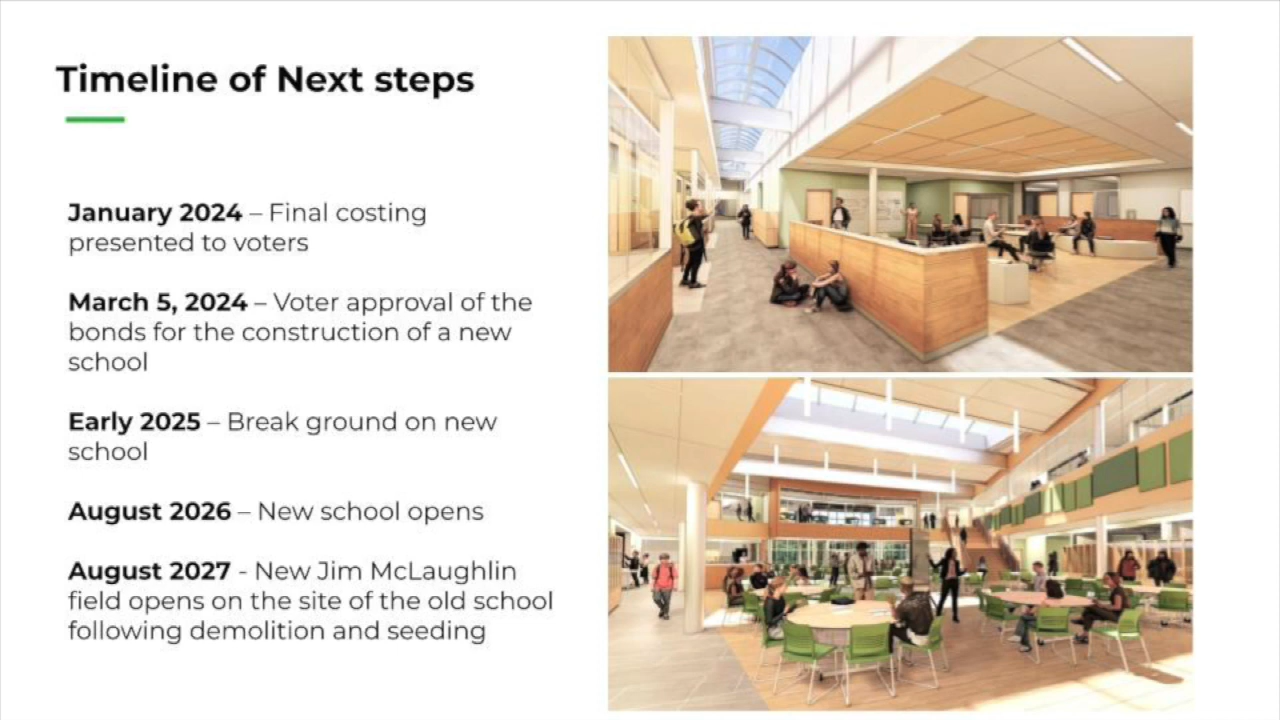 Timeline of Next steps
January 2024 – Final costing
presented to voters
March 5, 2024 – Voter approval of the
bonds for the construction of a new
school
Early 2025 – Break ground on new
school
August 2026 – New school opens
August 2027 - New Jim McLaughlin
field opens on the site of the old school
following demolition and seeding